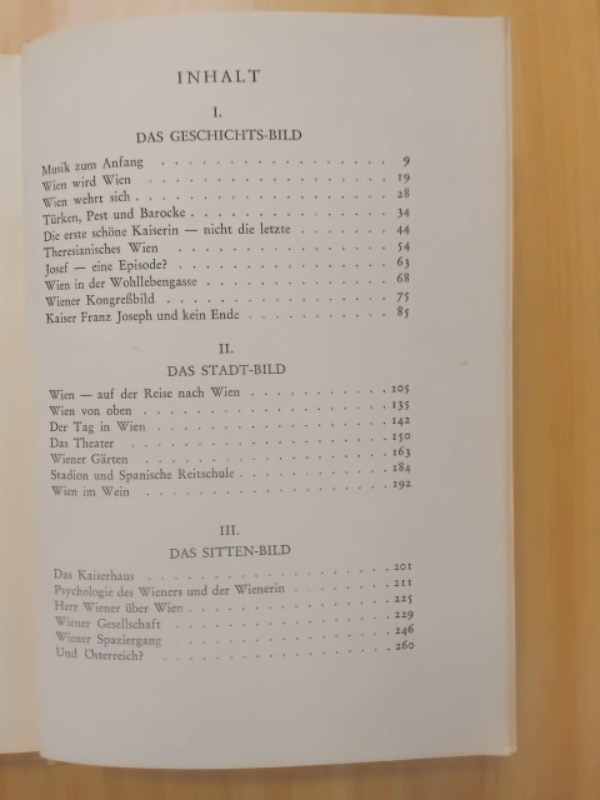 INHALT
I.
DAS GESCHICHTS-BILD
Musik zum Anfang . . . . . . . . . . . . . . . . 9
Wien wird Wien . . . . . . . . . . . . . . . . 19
Wien wehrt sich . . . . . . . . . . . . . . . . . 28
Türken, Pest und Barocke . . . . . . . . . . . . . 34
Die erste schöne Kaiserin — nicht die letzte . . . . . . 44
Theresianisches Wien . . . . . . . . . . . . . . 54
Josef — eine Episode? . . . . . . . . . . . . . . 63
Wien in der Wohllebengasse . . . . . . . . . . . . 68
Wiener Kongreßbild . . . . . . . . . . . . . . . 75
Kaiser Franz Joseph und kein Ende . . . . . . . . . 85
II.
DAS STADT-BILD
Wien — auf der Reise nach Wien . . . . . . . . . . 105
Wien von oben . . . . . . . . . . . . . . . . . 135
Der Tag in Wien . . . . . . . . . . . . . . . . 142
Das Theater . . . . . . . . . . . . . . . . . . 150
Wiener Gärten . . . . . . . . . . . . . . . . . 163
Stadion und Spanische Reitschule . . . . . . . . . . . 184
Wien im Wein . . . . . . . . . . . . . . . . . 192
III.
DAS SITTEN-BILD
Das Kaiserhaus . . . . . . . . . . . . . . . . . 201
Psychologie des Wieners und der Wienerin . . . . . . . 211
Herr Wiener über Wien . . . . . . . . . . . . . . 225
Wiener Gesellschaft . . . . . . . . . . . . . . . 229
Wiener Spaziergang . . . . . . . . . . . . . . . 246
Und Österreich? . . . . . . . . . . . . . . . . 260